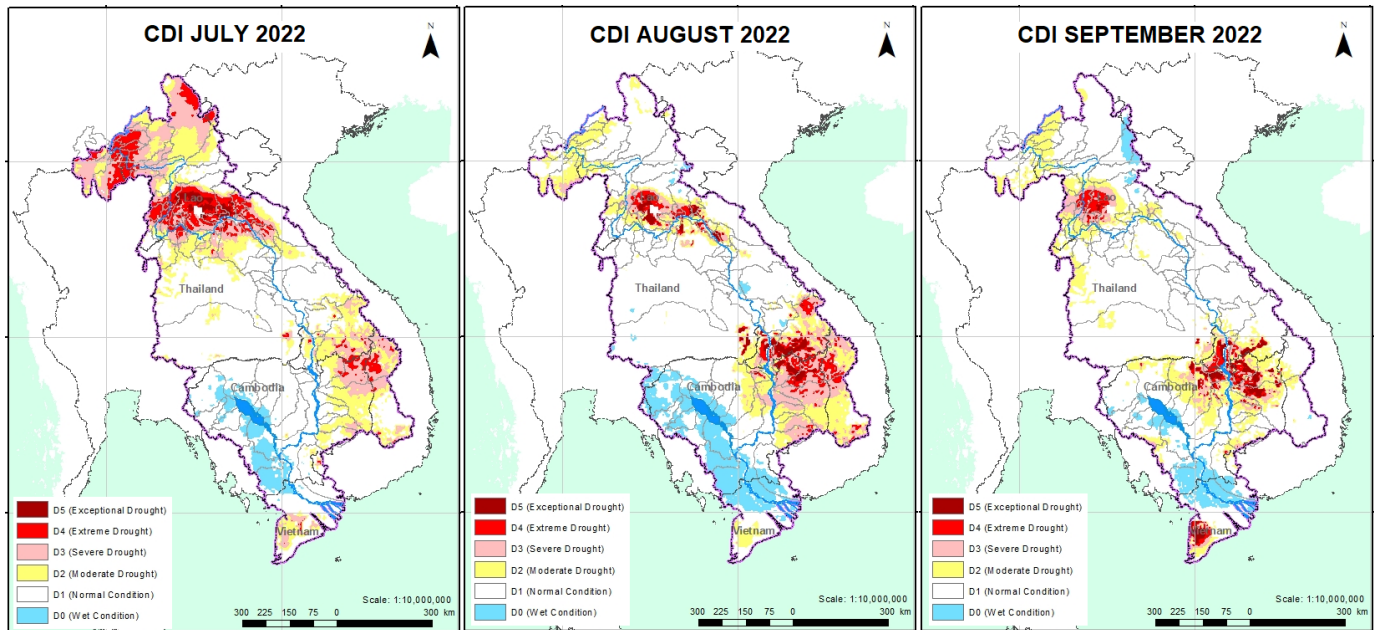 CDI JULY 2022
N
Lao
Thailand
Cambodia
Vietnam
D5 (Exceptional Drought)
D4 (Extreme Drought)
D3 (Severe Drought)
D2 (Moderate Drought)
D1 (Normal Condition)
D0 (Wet Condition)
Scale: 1:10,000,000
300 225 150 75 0 300 km
CDI AUGUST 2022
N
Lao
Thailand
Cambodia
Vietnam
D5 (Exceptional Drought)
D4 (Extreme Drought)
D3 (Severe Drought)
D2 (Moderate Drought)
D1 (Normal Condition)
D0 (Wet Condition)
Scale: 1:10,000,000
300 225 150 75 0 300 km
CDI SEPTEMBER 2022
N
Lao
Thailand
Cambodia
Vietnam
D5 (Exceptional Drought)
D4 (Extreme Drought)
D3 (Severe Drought)
D2 (Moderate Drought)
D1 (Normal Condition)
D0 (Wet Condition)
Scale: 1:10,000,000
300 225 150 75 0 300 km